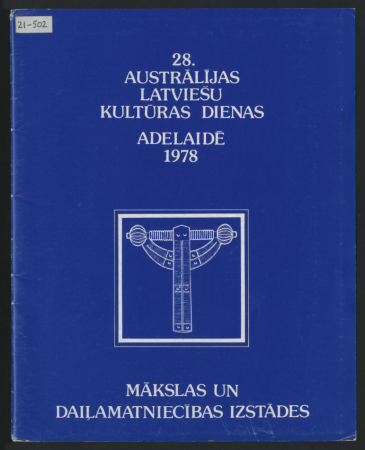 21-502
28.
AUSTRĀLIJAS
LATVIEŠU
KULTŪRAS DIENAS
ADELAIDĒ
1978
MĀKSLAS UN
DAIĻAMATNIECĪBAS IZSTĀDES